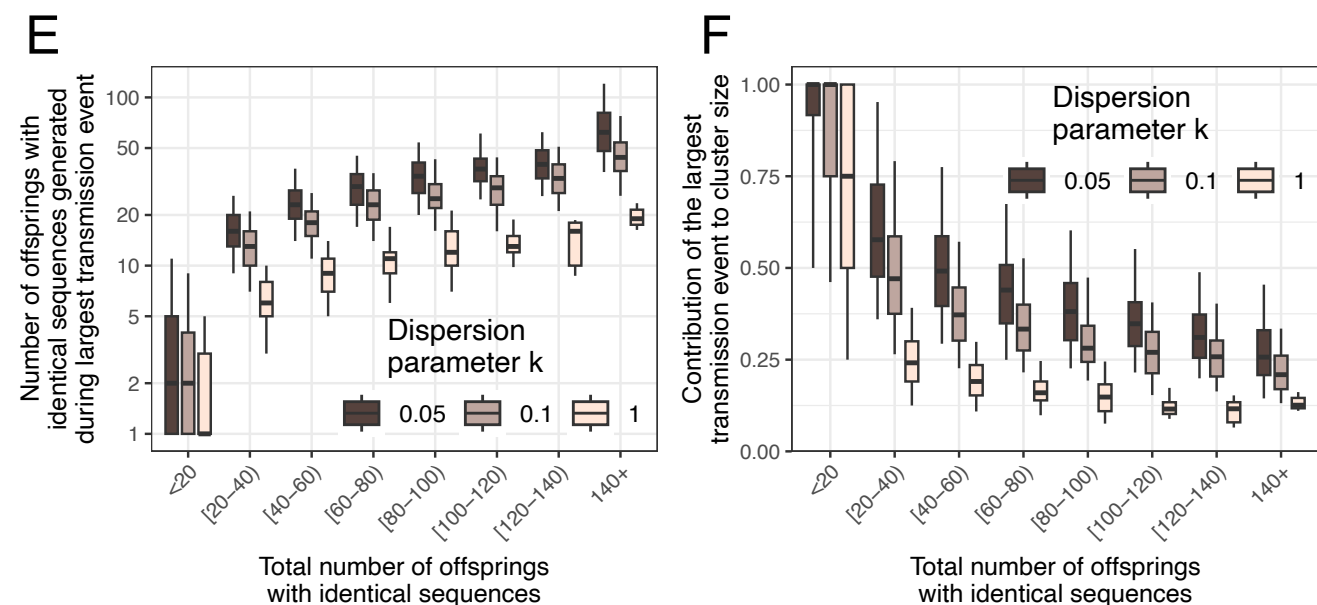 E
Number of offsprings with
identical sequences generated
during largest transmission event
100
50
20
10
5
2
1
Dispersion
parameter k
0.05 0.1 1
<20 [20−40) [40−60) [60−80) [80−100) [100−120) [120−140) 140+
Total number of offsprings
with identical sequences
F
Contribution of the largest
transmission event to cluster size
1.00
0.75
0.50
0.25
0.00
Dispersion
parameter k
0.05 0.1 1
<20 [20−40) [40−60) [60−80) [80−100) [100−120) [120−140) 140+
Total number of offsprings
with identical sequences